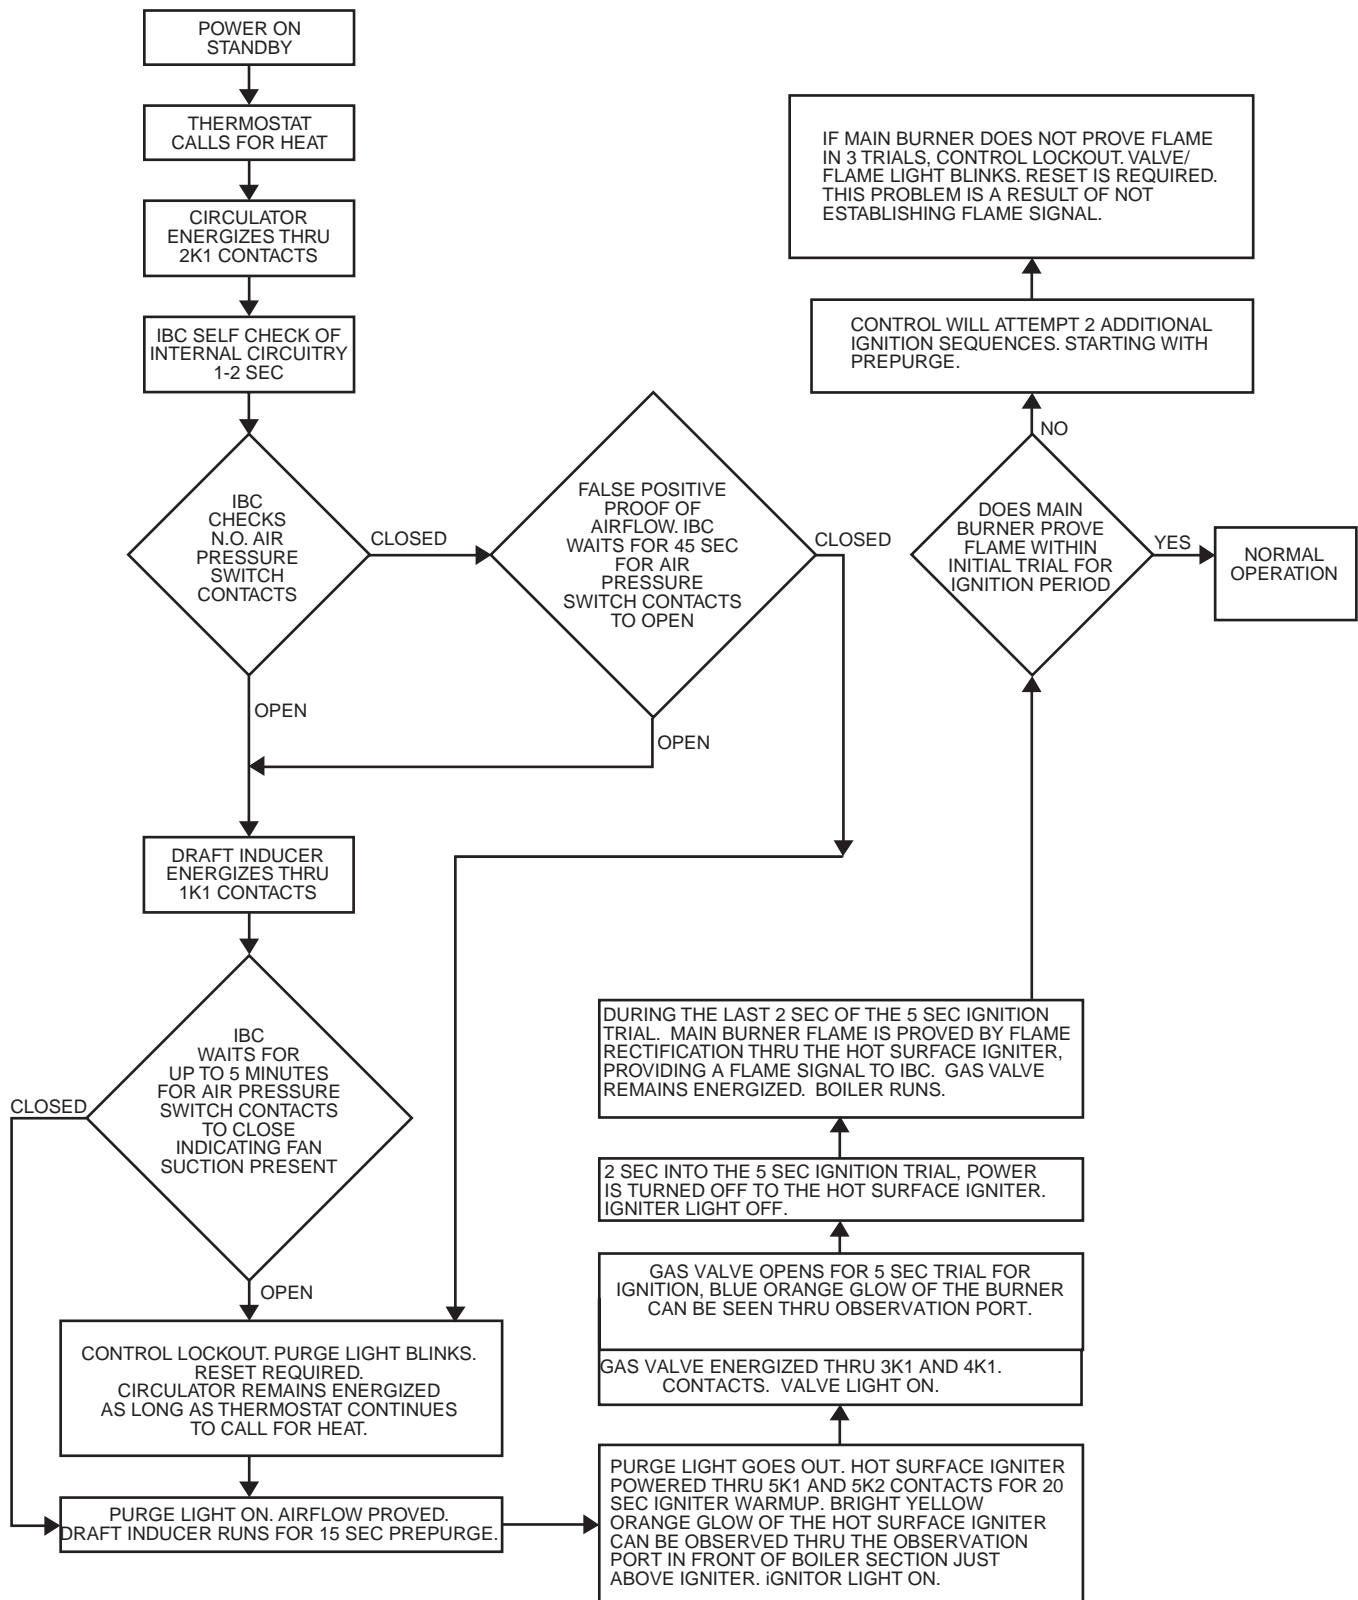 POWER ON
STANDBY
THERMOSTAT
CALLS FOR HEAT
CIRCULATOR
ENERGIZES THRU
2K1 CONTACTS
IBC SELF CHECK OF
INTERNAL CIRCUITRY
1-2 SEC
IBC
CHECKS
N.O. AIR
PRESSURE
SWITCH
CONTACTS
CLOSED
OPEN
FALSE POSITIVE
PROOF OF
AIRFLOW. IBC
WAITS FOR 45 SEC
FOR AIR
PRESSURE
SWITCH CONTACTS
TO OPEN
CLOSED
OPEN
DRAFT INDUCER
ENERGIZES THRU
1K1 CONTACTS
IBC
WAITS FOR
UP TO 5 MINUTES
FOR AIR PRESSURE
SWITCH CONTACTS
TO CLOSE
INDICATING FAN
SUCTION PRESENT
CLOSED
OPEN
CONTROL LOCKOUT. PURGE LIGHT BLINKS.
RESET REQUIRED.
CIRCULATOR REMAINS ENERGIZED
AS LONG AS THERMOSTAT CONTINUES
TO CALL FOR HEAT.
PURGE LIGHT ON. AIRFLOW PROVED.
DRAFT INDUCER RUNS FOR 15 SEC PREPURGE.
PURGE LIGHT GOES OUT. HOT SURFACE IGNITER
POWERED THRU 5K1 AND 5K2 CONTACTS FOR 20
SEC IGNITER WARMUP. BRIGHT YELLOW
ORANGE GLOW OF THE HOT SURFACE IGNITER
CAN BE OBSERVED THRU THE OBSERVATION
PORT IN FRONT OF BOILER SECTION JUST
ABOVE IGNITER. iGNITOR LIGHT ON.
GAS VALVE ENERGIZED THRU 3K1 AND 4K1.
CONTACTS. VALVE LIGHT ON.
GAS VALVE OPENS FOR 5 SEC TRIAL FOR
IGNITION, BLUE ORANGE GLOW OF THE BURNER
CAN BE SEEN THRU OBSERVATION PORT.
2 SEC INTO THE 5 SEC IGNITION TRIAL, POWER
IS TURNED OFF TO THE HOT SURFACE IGNITER.
IGNITER LIGHT OFF.
DURING THE LAST 2 SEC OF THE 5 SEC IGNITION
TRIAL. MAIN BURNER FLAME IS PROVED BY FLAME
RECTIFICATION THRU THE HOT SURFACE IGNITER,
PROVIDING A FLAME SIGNAL TO IBC. GAS VALVE
REMAINS ENERGIZED. BOILER RUNS.
DOES MAIN
BURNER PROVE
FLAME WITHIN
INITIAL TRIAL FOR
IGNITION PERIOD
YES
NORMAL
OPERATION
NO
CONTROL WILL ATTEMPT 2 ADDITIONAL
IGNITION SEQUENCES. STARTING WITH
PREPURGE.
IF MAIN BURNER DOES NOT PROVE FLAME
IN 3 TRIALS, CONTROL LOCKOUT. VALVE/
FLAME LIGHT BLINKS. RESET IS REQUIRED.
THIS PROBLEM IS A RESULT OF NOT
ESTABLISHING FLAME SIGNAL.